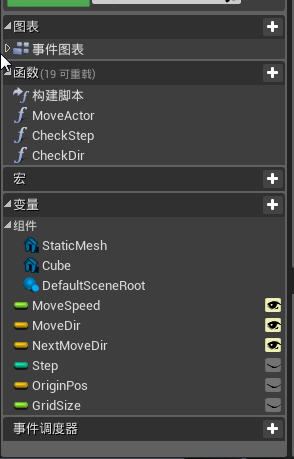 图表
事件图表
函数 (19 可重载)
构建脚本
MoveActor
CheckStep
CheckDir
宏
变量
组件
StaticMesh
Cube
DefaultSceneRoot
MoveSpeed
MoveDir
NextMoveDir
Step
OriginPos
GridSize
事件调度器